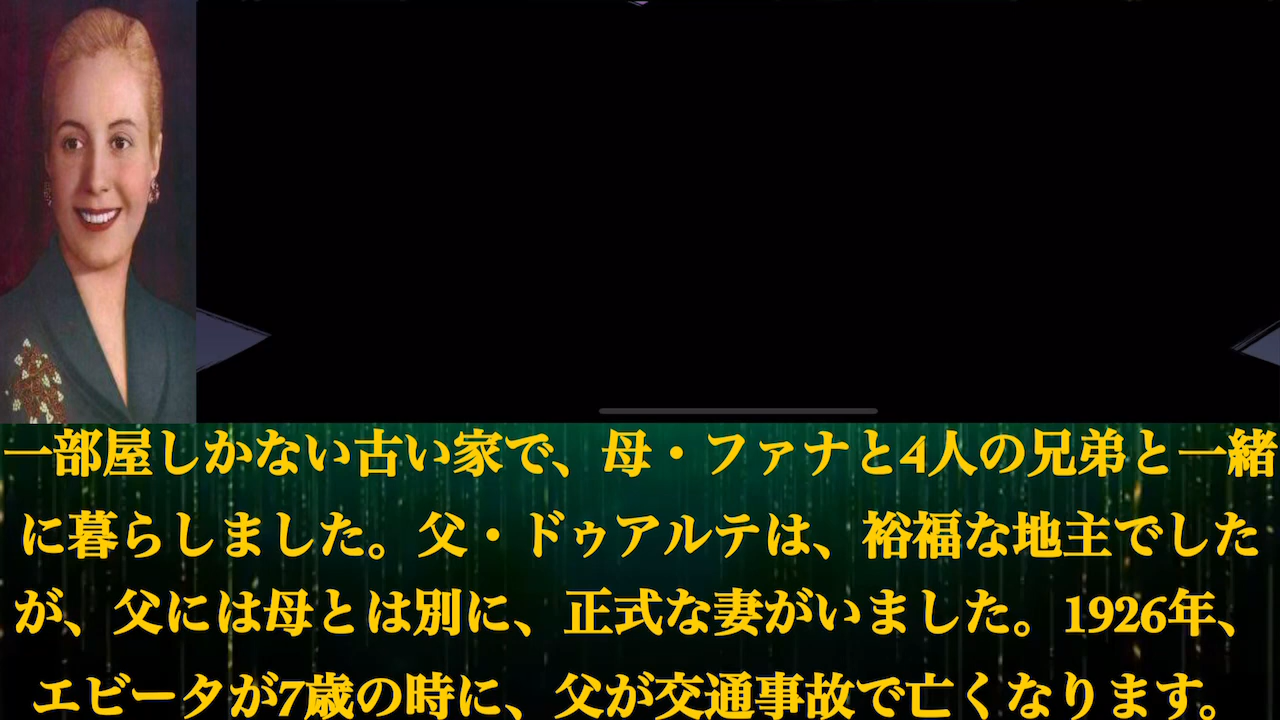 一部屋しかない古い家で、母・ファナと4人の兄弟と一緒
に暮らしました。父・ドゥアルテは、裕福な地主でした
が、父には母とは別に、正式な妻がいました。1926年、
エビータが7歳の時に、父が交通事故で亡くなります。